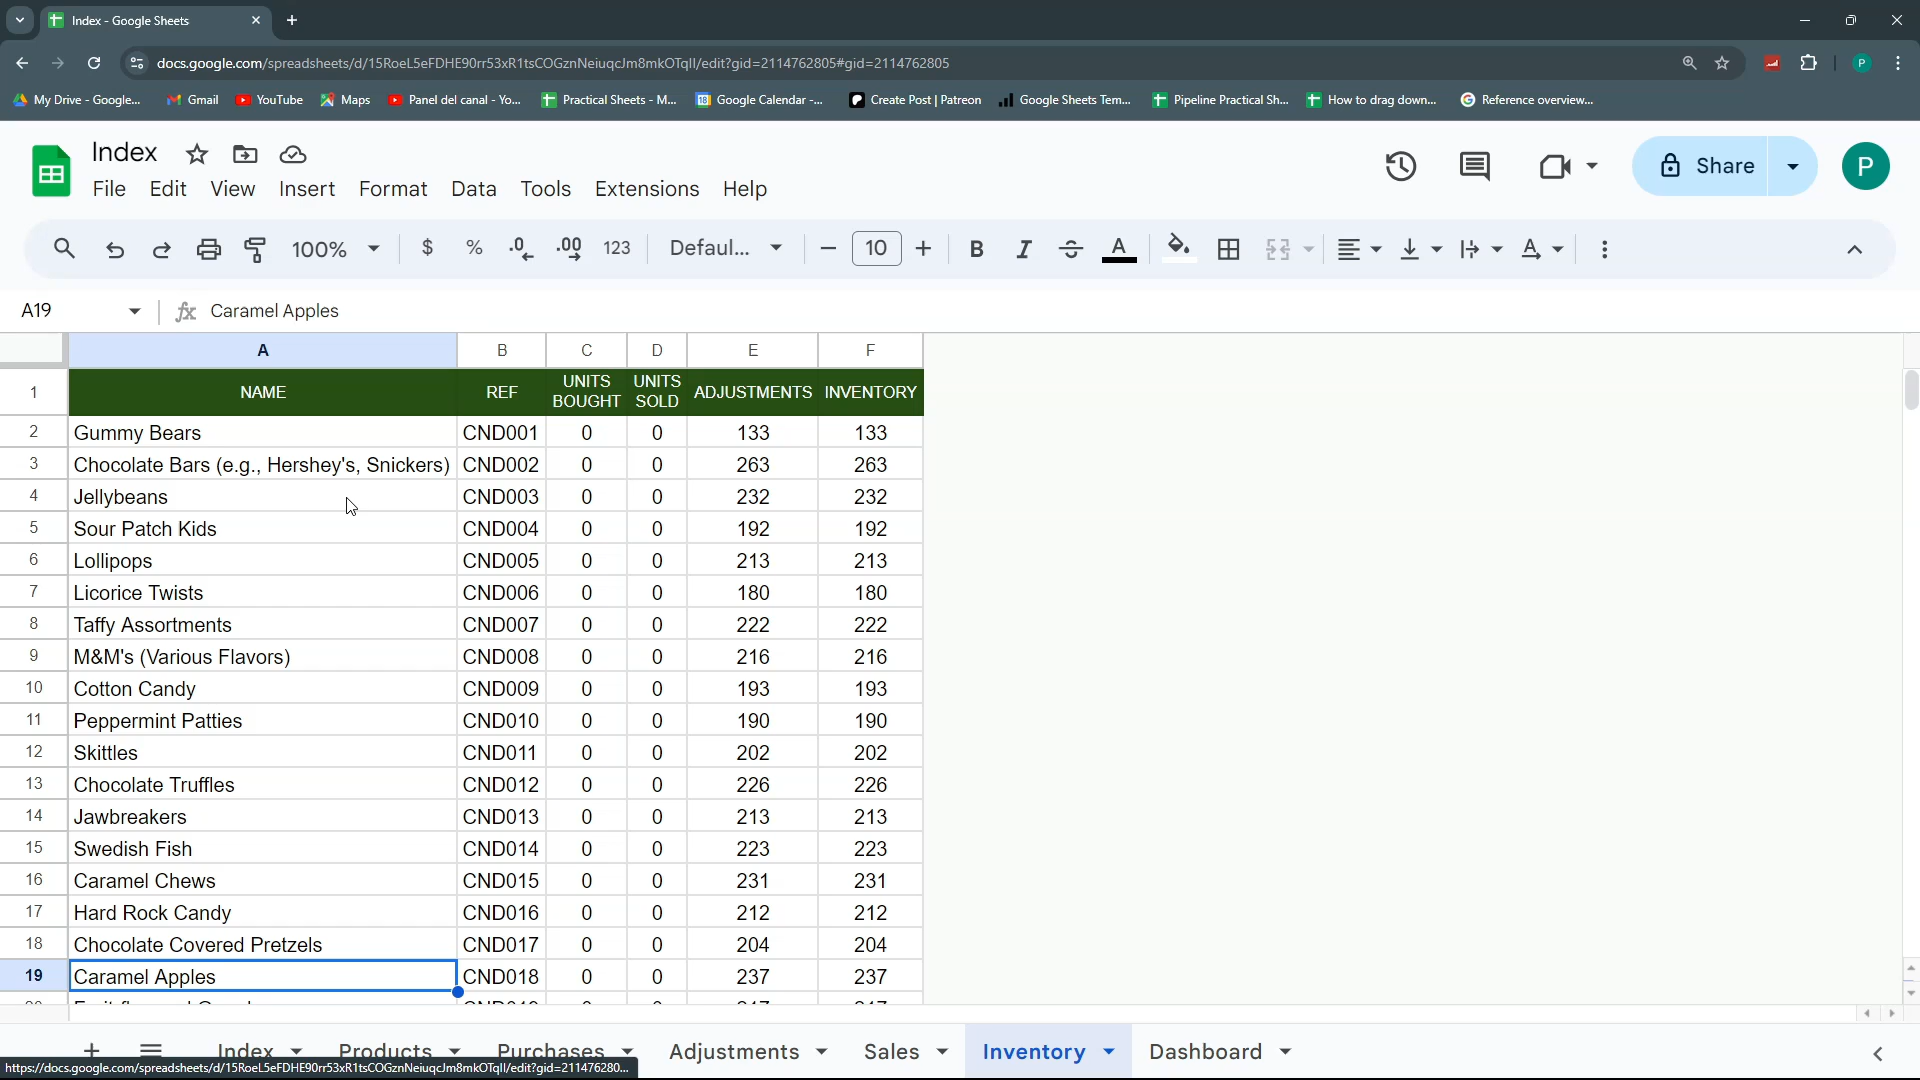 Index - Google Sheets
docs.google.com/spreadsheets/d/15RoeL5eFDHE90rr53xR1tsCOGznNeiuqcJm8mkOTqlI/edit?gid=2114762805#gid=2114762805
My Drive - Google... Gmail YouTube Maps Panel del canal - Yo... Practical Sheets - M... Google Calendar -... Create Post | Patreon Google Sheets Tem... Pipeline Practical Sh... How to drag down... Reference overview...
Index
File Edit View Insert Format Data Tools Extensions Help
Share
P
100% $ % .0 .00 123 Defaul... 10 B I A
A19 fx Caramel Apples
A B C D E F
1 NAME REF UNITS BOUGHT UNITS SOLD ADJUSTMENTS INVENTORY
2 Gummy Bears CND001 0 0 133 133
3 Chocolate Bars (e.g., Hershey's, Snickers) CND002 0 0 263 263
4 Jellybeans CND003 0 0 232 232
5 Sour Patch Kids CND004 0 0 192 192
6 Lollipops CND005 0 0 213 213
7 Licorice Twists CND006 0 0 180 180
8 Taffy Assortments CND007 0 0 222 222
9 M&M's (Various Flavors) CND008 0 0 216 216
10 Cotton Candy CND009 0 0 193 193
11 Peppermint Patties CND010 0 0 190 190
12 Skittles CND011 0 0 202 202
13 Chocolate Truffles CND012 0 0 226 226
14 Jawbreakers CND013 0 0 213 213
15 Swedish Fish CND014 0 0 223 223
16 Caramel Chews CND015 0 0 231 231
17 Hard Rock Candy CND016 0 0 212 212
18 Chocolate Covered Pretzels CND017 0 0 204 204
19 Caramel Apples CND018 0 0 237 237
Index Products Purchases Adjustments Sales Inventory Dashboard
https://docs.google.com/spreadsheets/d/15RoeL5eFDHE90rr53xR1tsCOGznNeiuqcJm8mkOTqlI/edit?gid=211476280...